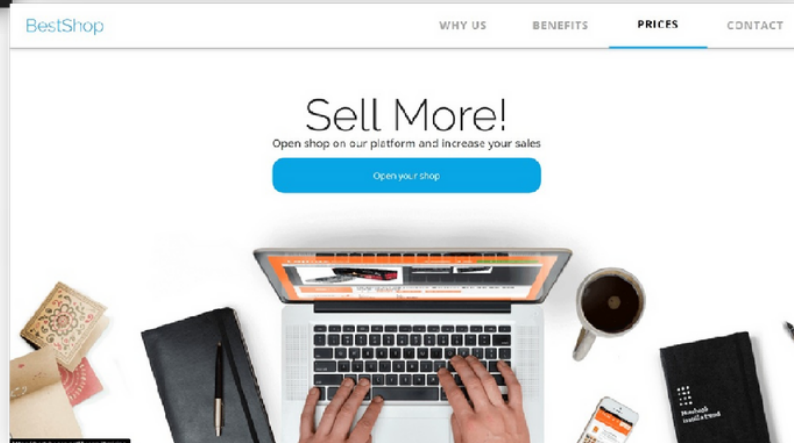 BestShop
WHY US BENEFITS PRICES CONTACT
Sell More!
Open shop on our platform and increase your sales
Open your shop